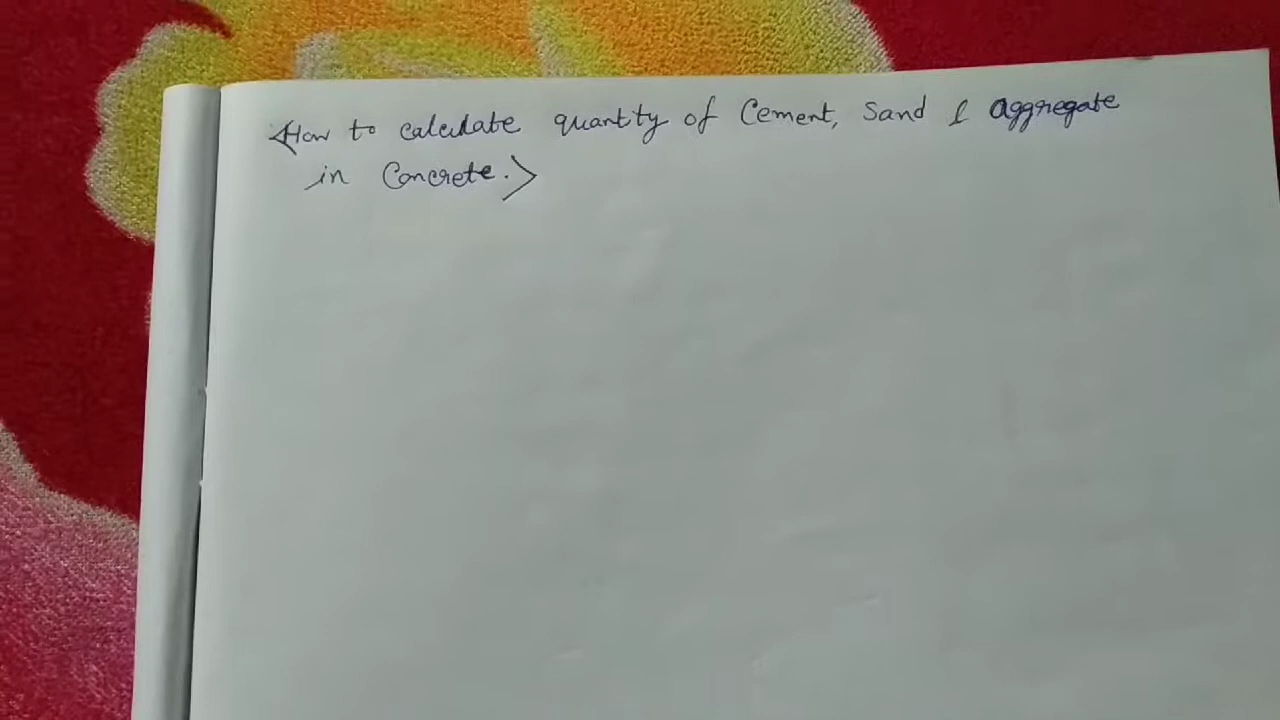 <How to calculate quantity of Cement, Sand & aggregate
in Concrete.>